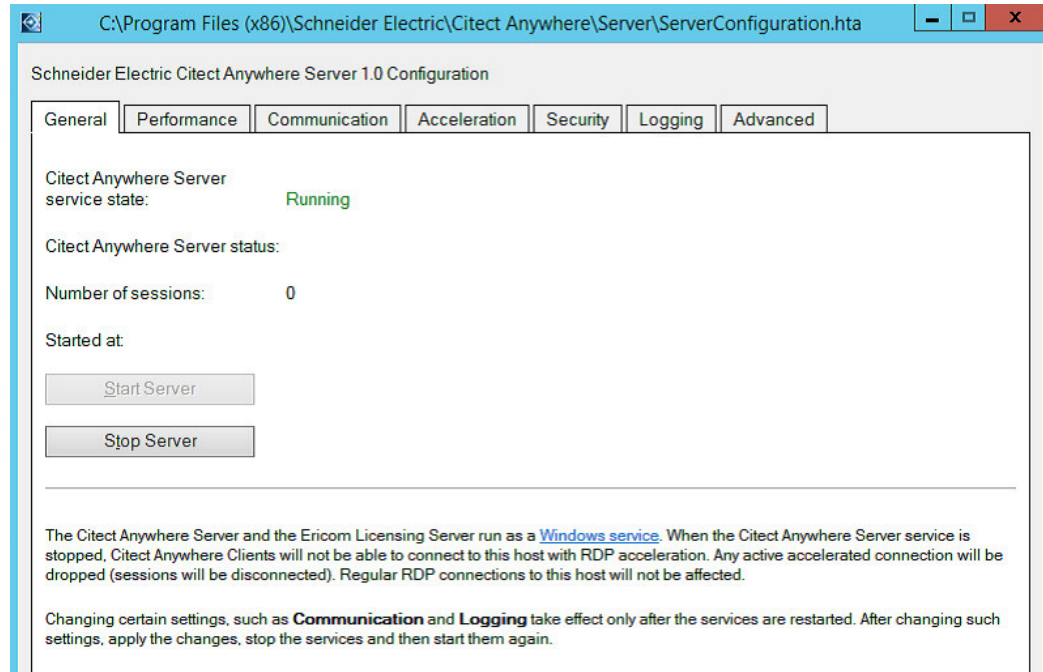 C:\Program Files (x86)\Schneider Electric\Citect Anywhere\Server\ServerConfiguration.hta
Schneider Electric Citect Anywhere Server 1.0 Configuration
General Performance Communication Acceleration Security Logging Advanced
Citect Anywhere Server
service state: Running
Citect Anywhere Server status:
Number of sessions: 0
Started at:
Start Server
Stop Server
The Citect Anywhere Server and the Ericom Licensing Server run as a Windows service. When the Citect Anywhere Server service is
stopped, Citect Anywhere Clients will not be able to connect to this host with RDP acceleration. Any active accelerated connection will be
dropped (sessions will be disconnected). Regular RDP connections to this host will not be affected.
Changing certain settings, such as Communication and Logging take effect only after the services are restarted. After changing such
settings, apply the changes, stop the services and then start them again.